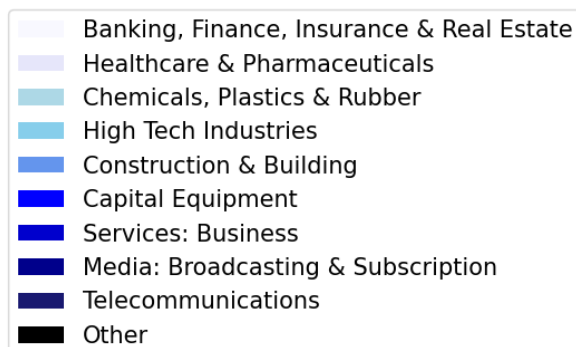 Banking, Finance, Insurance & Real Estate
Healthcare & Pharmaceuticals
Chemicals, Plastics & Rubber
High Tech Industries
Construction & Building
Capital Equipment
Services: Business
Media: Broadcasting & Subscription
Telecommunications
Other